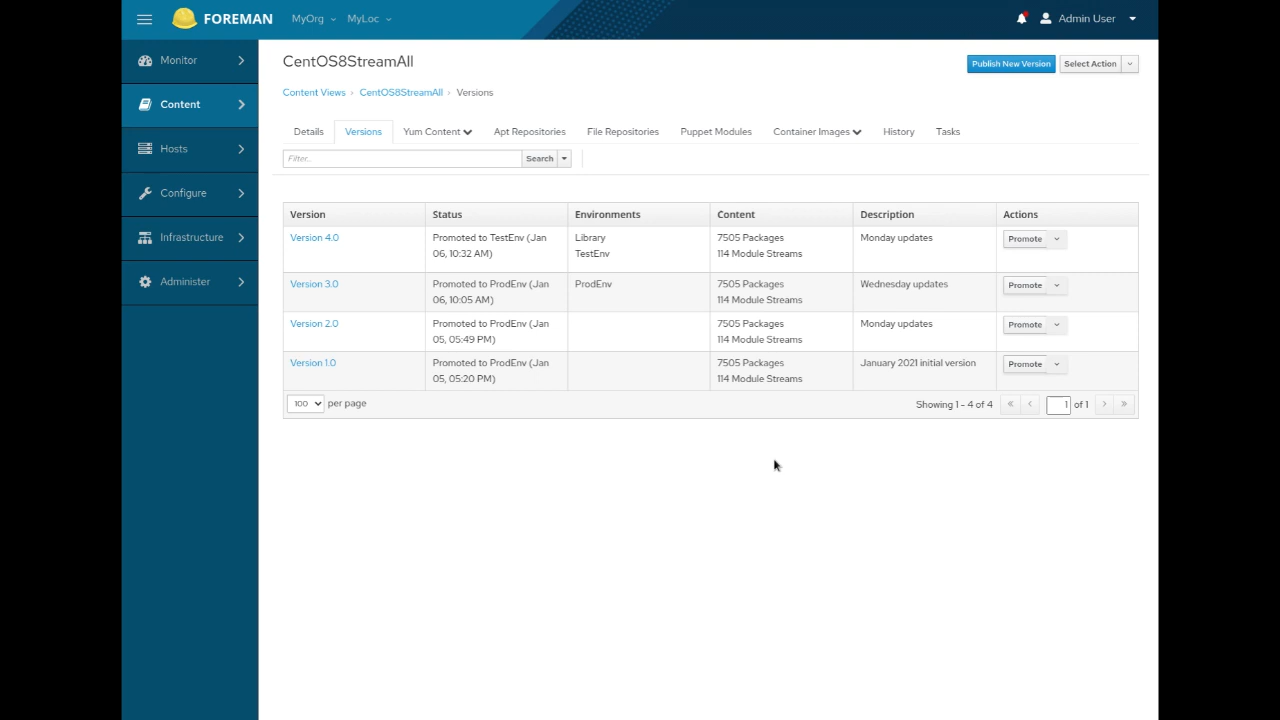 FOREMAN MyOrg MyLoc Admin User
Monitor
Content
Hosts
Configure
Infrastructure
Administer
CentOS8StreamAll
Publish New Version Select Action
Content Views › CentOS8StreamAll › Versions
Details Versions Yum Content Apt Repositories File Repositories Puppet Modules Container Images History Tasks
Filter... Search
Version Status Environments Content Description Actions
Version 4.0 Promoted to TestEnv (Jan Library 7505 Packages Monday updates Promote
06, 10:32 AM) TestEnv 114 Module Streams
Version 3.0 Promoted to ProdEnv (Jan ProdEnv 7505 Packages Wednesday updates Promote
06, 10:05 AM) 114 Module Streams
Version 2.0 Promoted to ProdEnv (Jan 7505 Packages Monday updates Promote
05, 05:49 PM) 114 Module Streams
Version 1.0 Promoted to ProdEnv (Jan 7505 Packages January 2021 initial version Promote
05, 05:20 PM) 114 Module Streams
100 per page Showing 1 - 4 of 4 « ‹ 1 of 1 › »